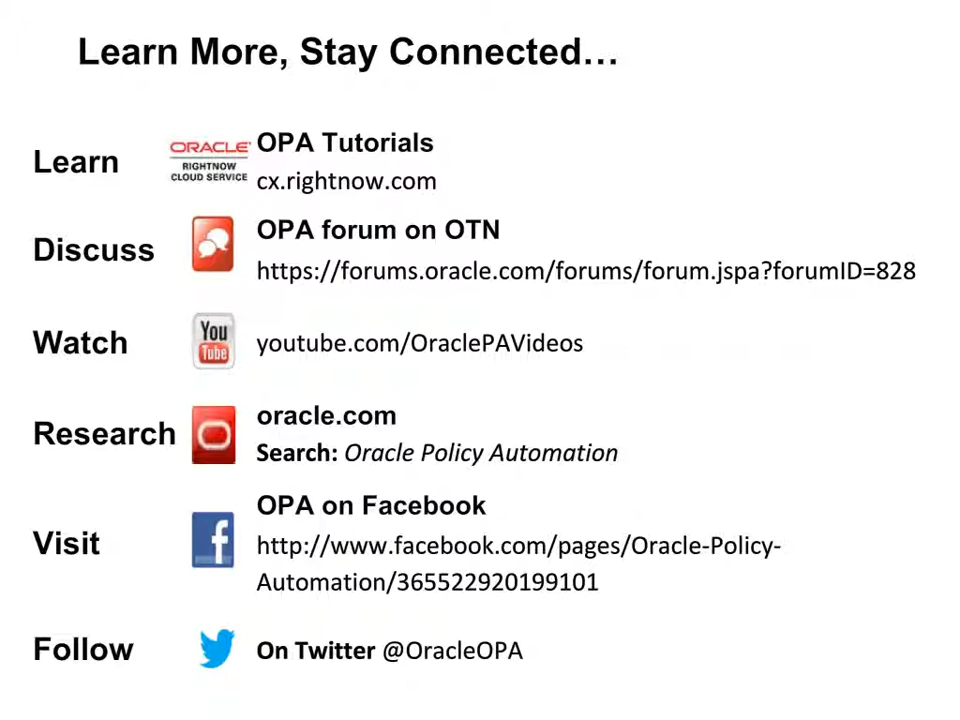 Learn More, Stay Connected…
Learn
ORACLE
RIGHTNOW
CLOUD SERVICE
OPA Tutorials
cx.rightnow.com
Discuss
OPA forum on OTN
https://forums.oracle.com/forums/forum.jspa?forumID=828
Watch
You
Tube
youtube.com/OraclePAVideos
Research
oracle.com
Search: Oracle Policy Automation
Visit
f
OPA on Facebook
http://www.facebook.com/pages/Oracle-Policy-
Automation/365522920199101
Follow
On Twitter @OracleOPA